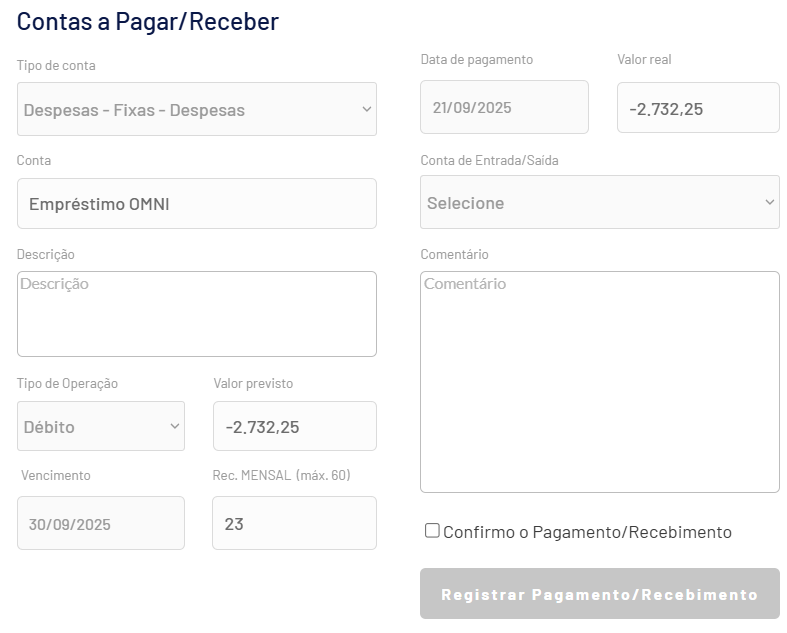 Contas a Pagar/Receber
Tipo de conta
Despesas - Fixas - Despesas
Conta
Empréstimo OMNI
Descrição
Descrição
Tipo de Operação
Valor previsto
Débito
-2.732,25
Vencimento
Rec. MENSAL (máx. 60)
30/09/2025
23
Data de pagamento
Valor real
21/09/2025
-2.732,25
Conta de Entrada/Saída
Selecione
Comentário
Comentário
Confirmo o Pagamento/Recebimento
Registrar Pagamento/Recebimento